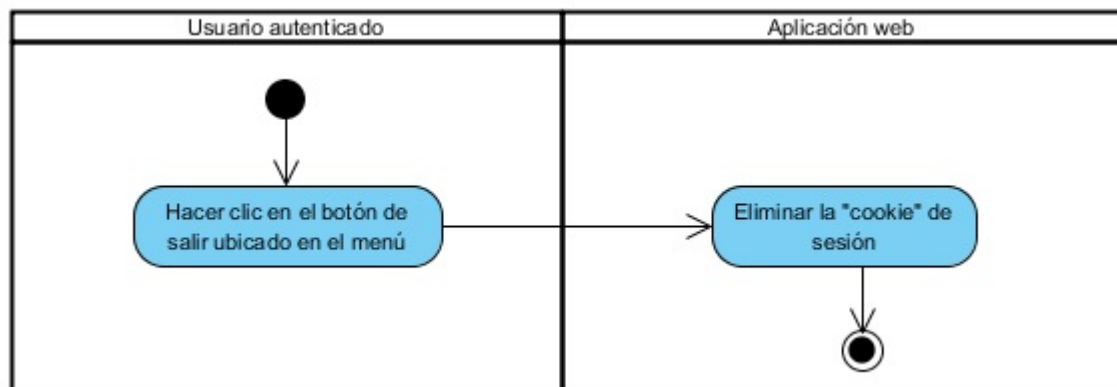 Usuario autenticado
Aplicación web
Hacer clic en el botón de
salir ubicado en el menú
Eliminar la "cookie" de
sesión